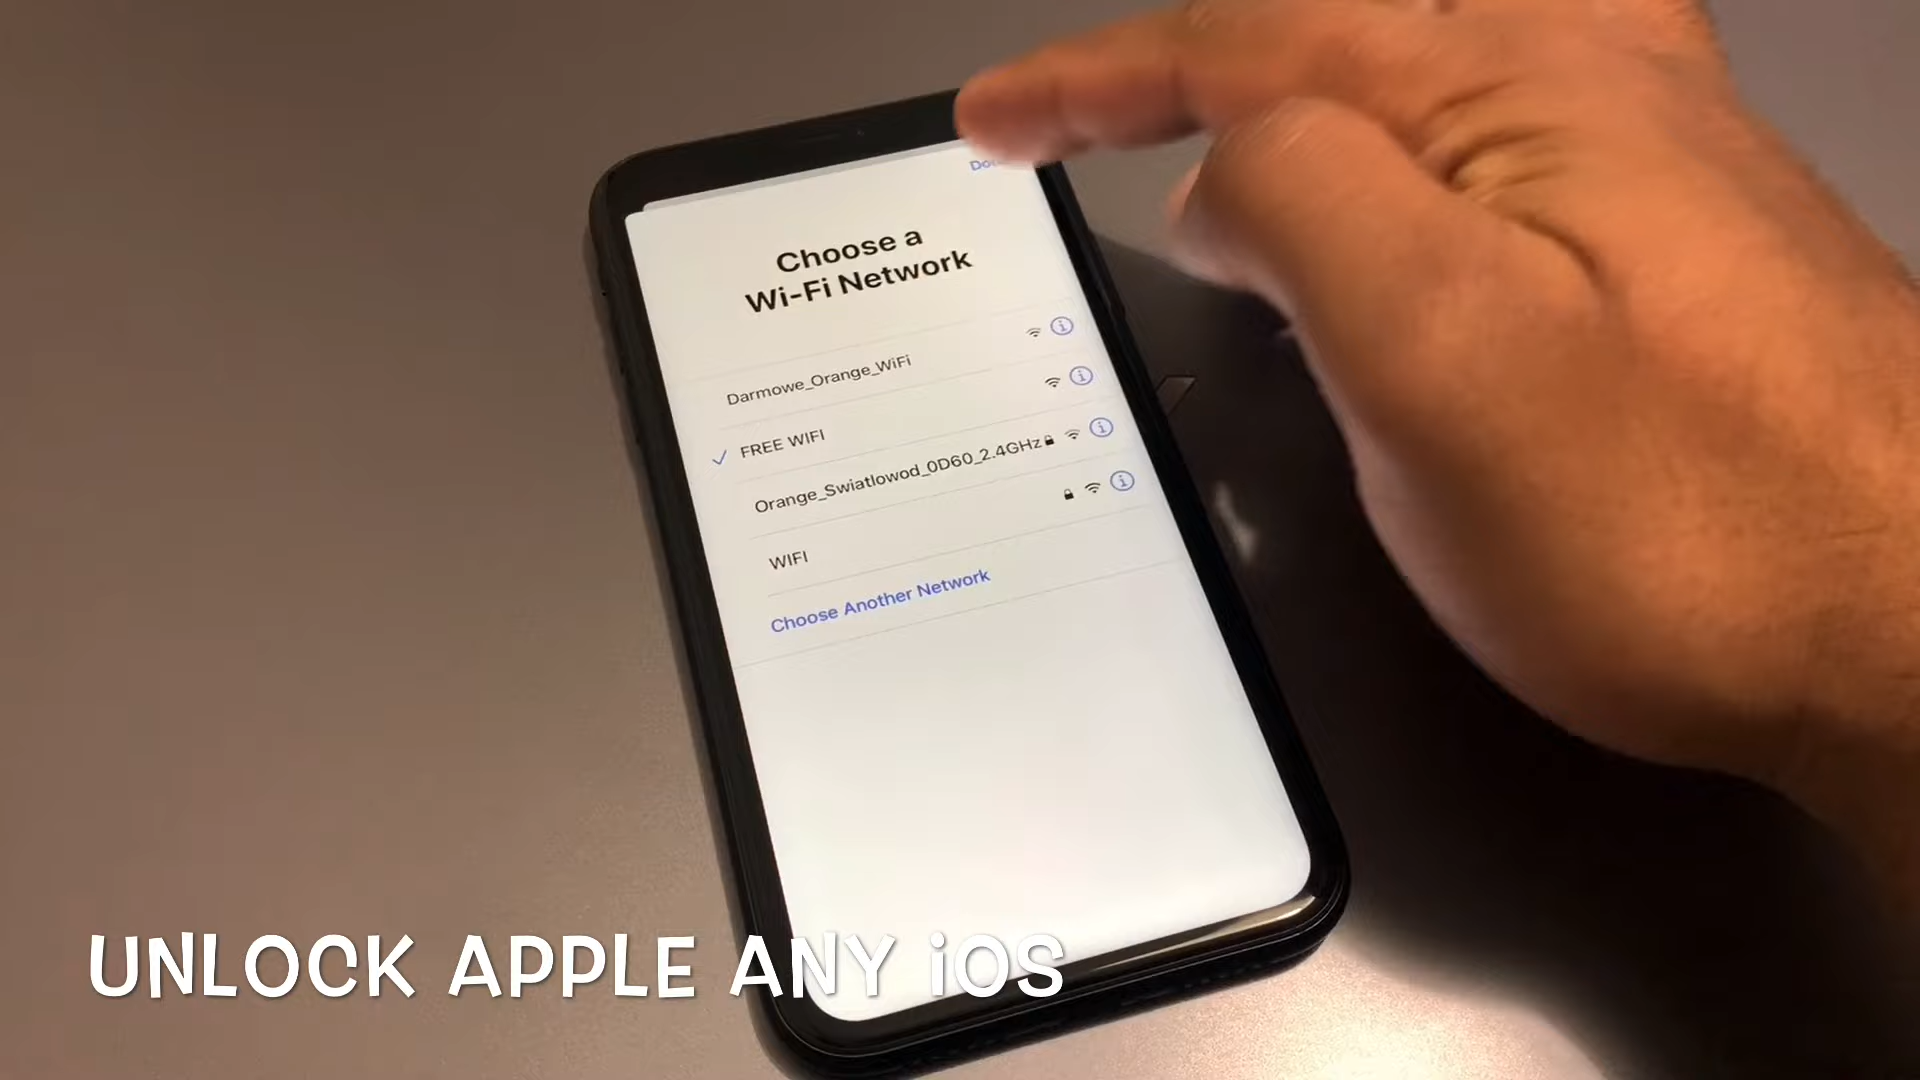 Choose a
Wi-Fi Network
Darmowe_Orange_WiFi
FREE WIFI
Orange_Swiatlowod_0D60_2.4GHz
WIFI
Choose Another Network
UNLOCK APPLE ANY iOS